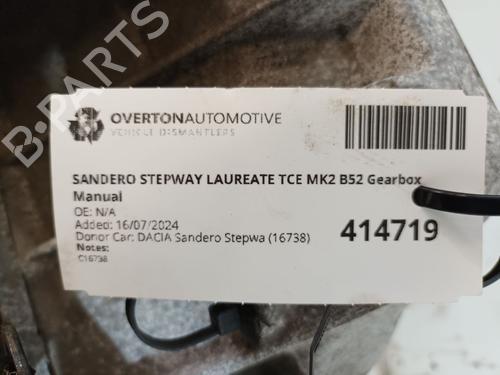 OVERTONAUTOMOTIVE
VEHICLE DISMANTLERS
SANDERO STEPWAY LAUREATE TCE MK2 B52 Gearbox
Manual
OE: N/A
Added: 16/07/2024
Donor Car: DACIA Sandero Stepwa (16738)
Notes:
C16738
414719
B-PARTS